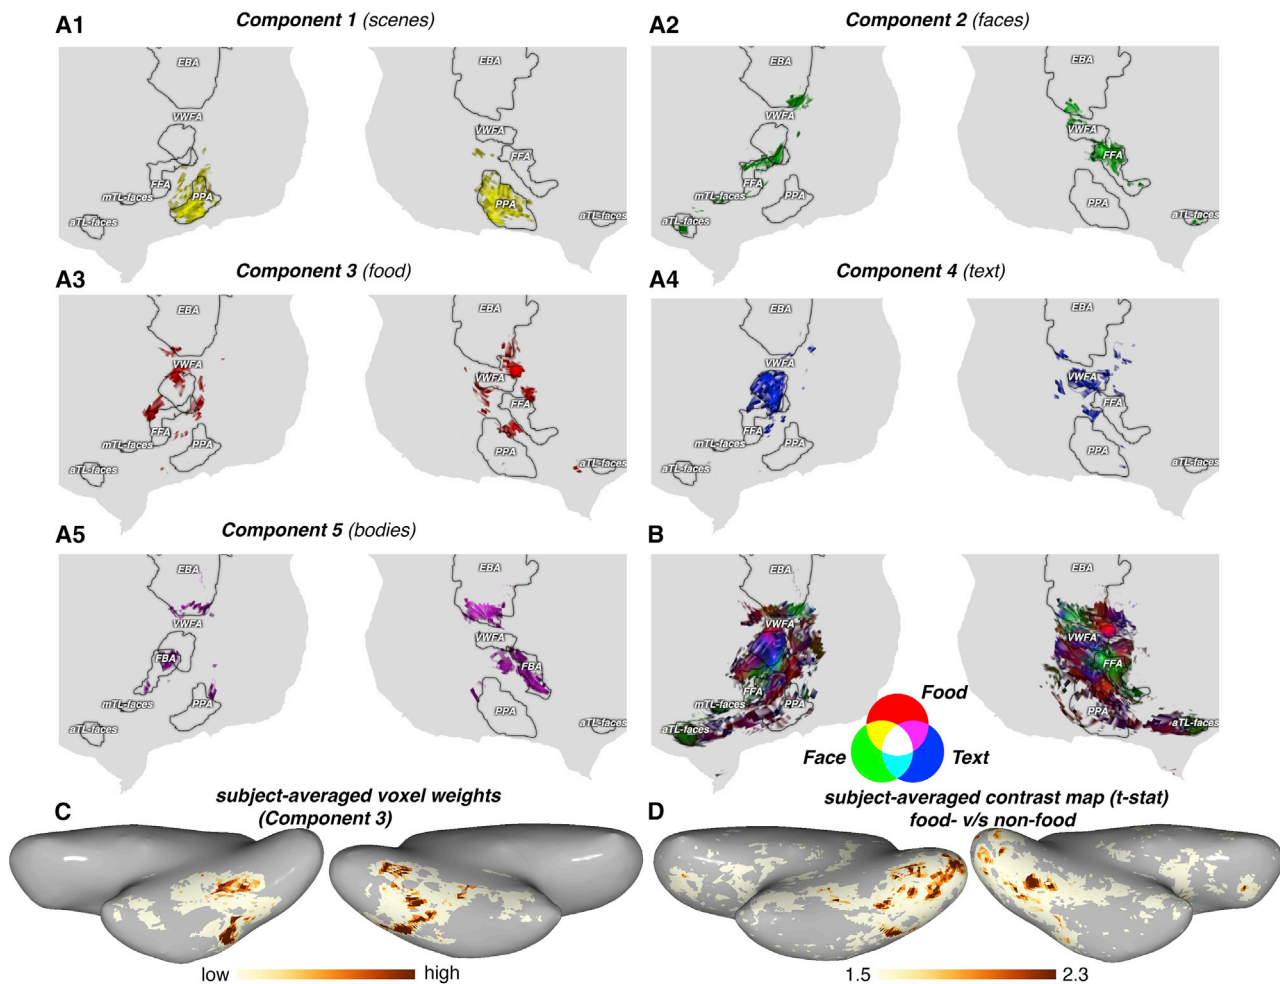 A1
Component 1 (scenes)
EBA
VWFA
FFA
mTL-faces
PPA
aTL-faces
EBA
VWFA
FFA
PPA
aTL-faces
A2
Component 2 (faces)
EBA
VWFA
FFA
mTL-faces
PPA
aTL-faces
EBA
VWFA
FFA
PPA
aTL-faces
A3
Component 3 (food)
EBA
VWFA
FFA
mTL-faces
PPA
aTL-faces
EBA
VWFA
FFA
PPA
aTL-faces
A4
Component 4 (text)
EBA
VWFA
FFA
mTL-faces
PPA
aTL-faces
EBA
VWFA
FFA
PPA
aTL-faces
A5
Component 5 (bodies)
EBA
VWFA
FBA
mTL-faces
PPA
aTL-faces
EBA
VWFA
FBA
PPA
aTL-faces
B
EBA
VWFA
FFA
mTL-faces
PPA
aTL-faces
EBA
VWFA
FFA
PPA
aTL-faces
Food
Face
Text
C
subject-averaged voxel weights
(Component 3)
low
high
D
subject-averaged contrast map (t-stat)
food- v/s non-food
1.5
2.3